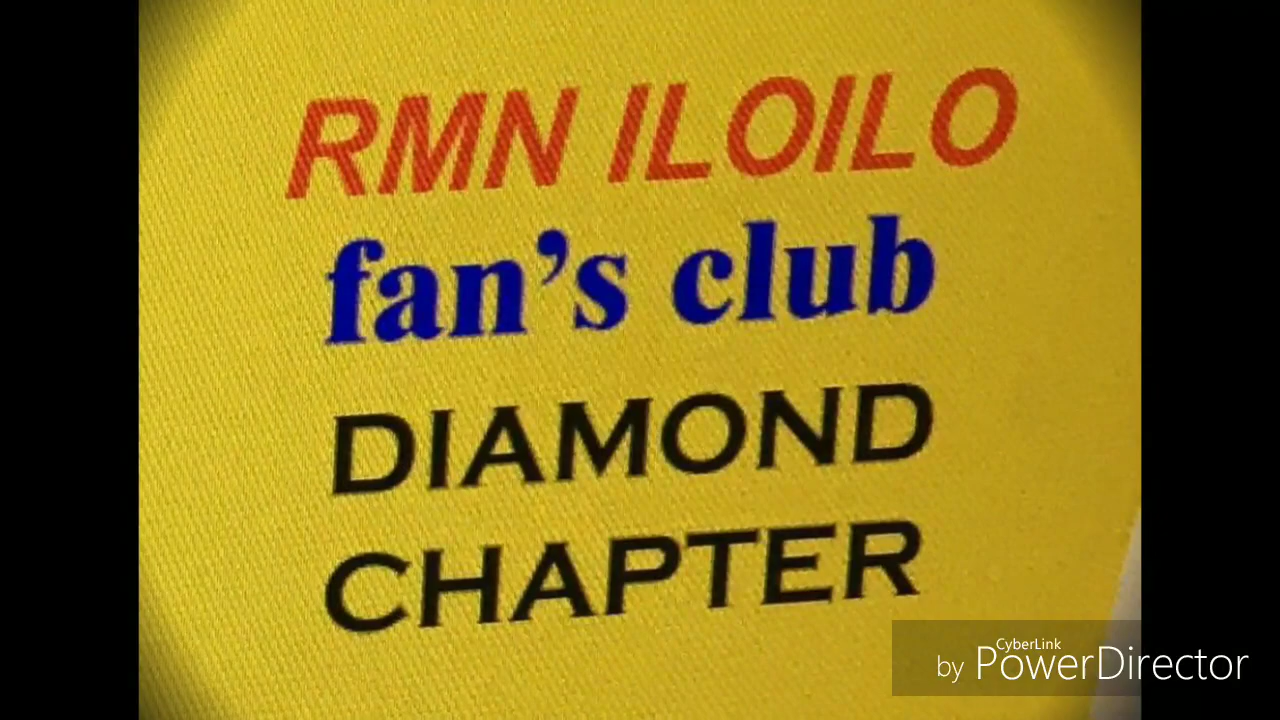 RMN ILOILO
fan's club
DIAMOND
CHAPTER
CyberLink
by PowerDirector